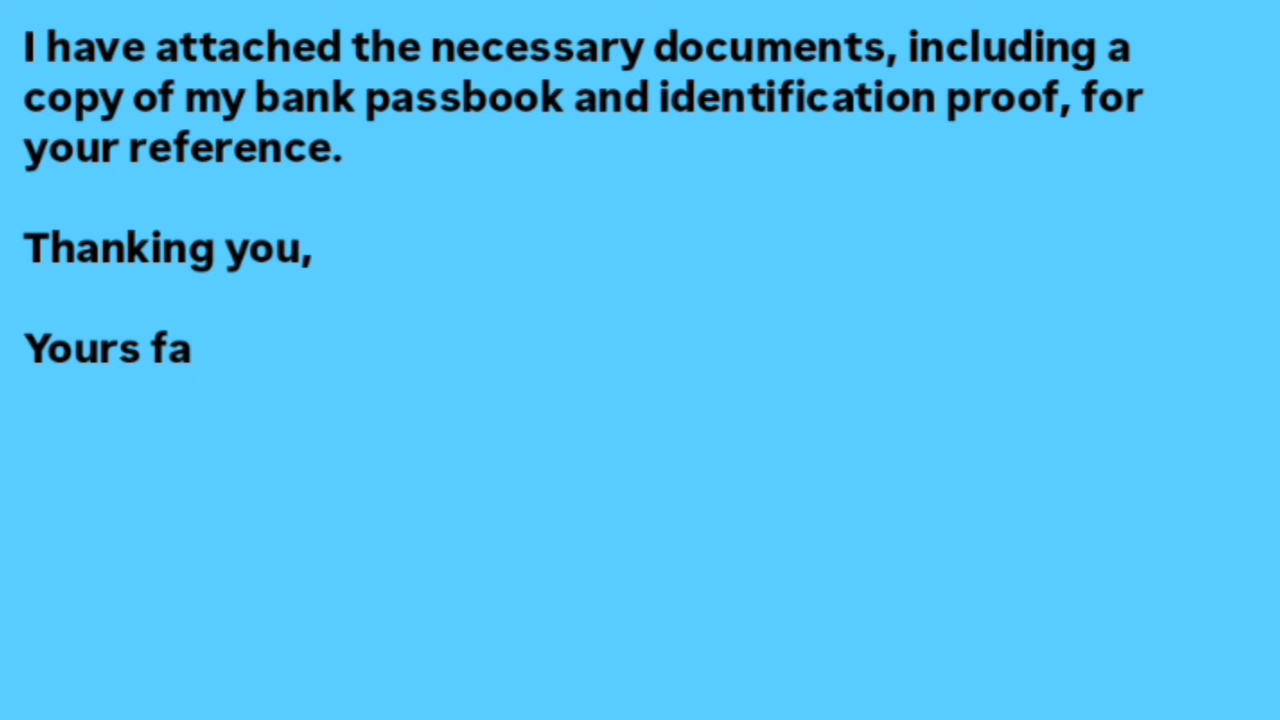 I have attached the necessary documents, including a
copy of my bank passbook and identification proof, for
your reference.
Thanking you,
Yours fa